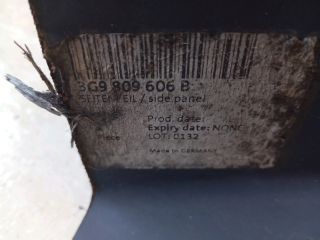 3G9 809 606 B
SEITENTEIL / side panel
Prod. date:
Expiry date: NONE
LOT: 0132
Made in GERMANY